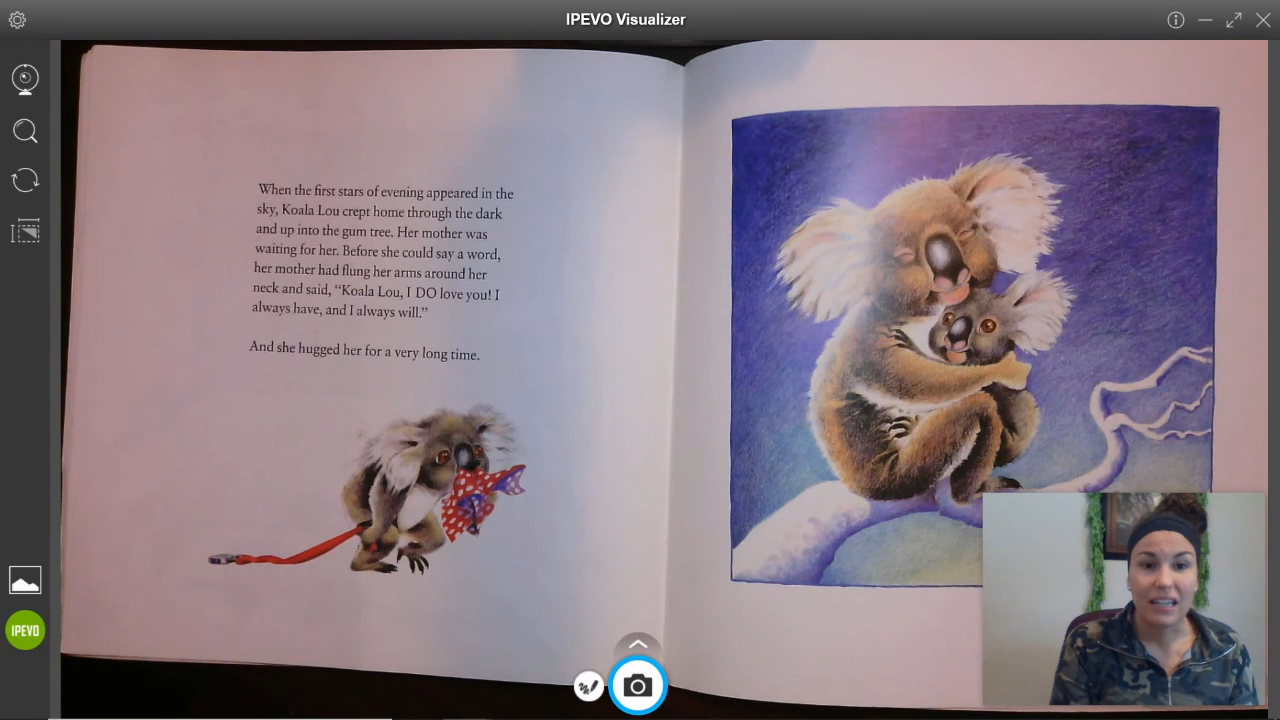 IPEVO Visualizer
When the first stars of evening appeared in the
sky, Koala Lou crept home through the dark
and up into the gum tree. Her mother was
waiting for her. Before she could say a word,
her mother had flung her arms around her
neck and said, “Koala Lou, I DO love you! I
always have, and I always will.”
And she hugged her for a very long time.
IPEVO